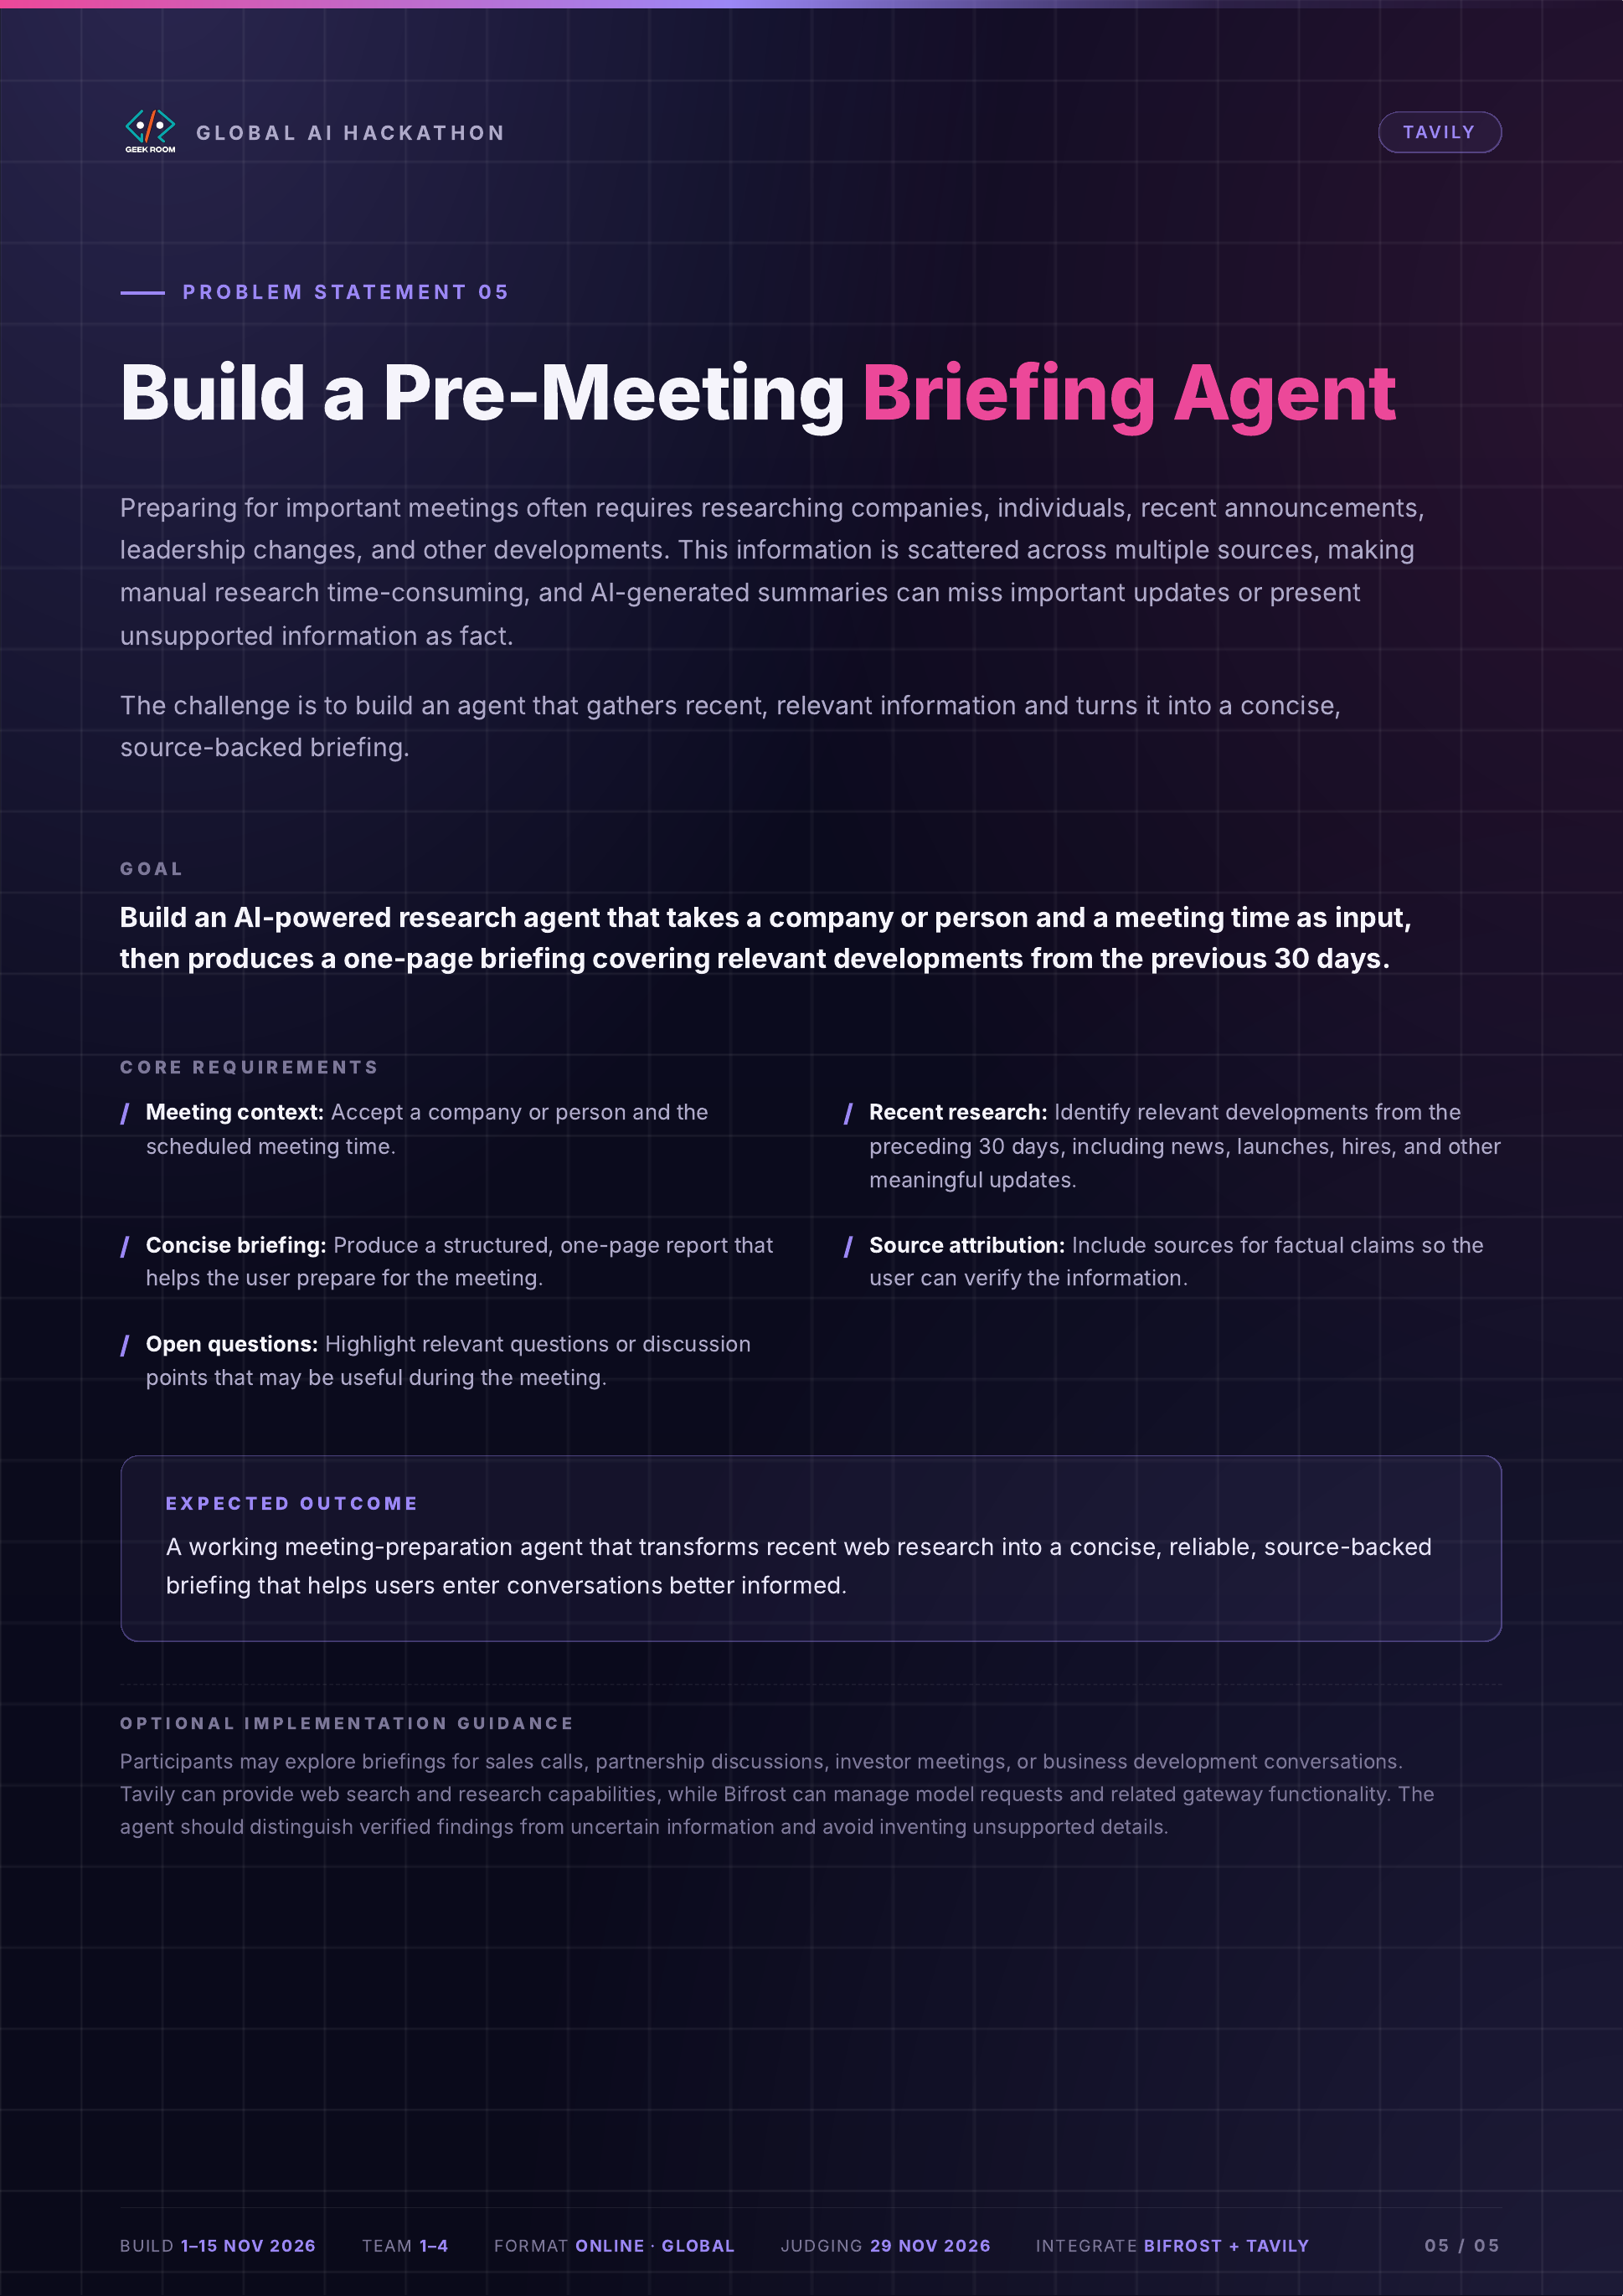 GEEK ROOM
GLOBAL AI HACKATHON
TAVILY
PROBLEM STATEMENT 05
Build a Pre-Meeting Briefing Agent
Preparing for important meetings often requires researching companies, individuals, recent announcements,
leadership changes, and other developments. This information is scattered across multiple sources, making
manual research time-consuming, and AI-generated summaries can miss important updates or present
unsupported information as fact.
The challenge is to build an agent that gathers recent, relevant information and turns it into a concise,
source-backed briefing.
GOAL
Build an AI-powered research agent that takes a company or person and a meeting time as input,
then produces a one-page briefing covering relevant developments from the previous 30 days.
CORE REQUIREMENTS
/ Meeting context: Accept a company or person and the
scheduled meeting time.
/ Recent research: Identify relevant developments from the
preceding 30 days, including news, launches, hires, and other
meaningful updates.
/ Concise briefing: Produce a structured, one-page report that
helps the user prepare for the meeting.
/ Source attribution: Include sources for factual claims so the
user can verify the information.
/ Open questions: Highlight relevant questions or discussion
points that may be useful during the meeting.
EXPECTED OUTCOME
A working meeting-preparation agent that transforms recent web research into a concise, reliable, source-backed
briefing that helps users enter conversations better informed.
OPTIONAL IMPLEMENTATION GUIDANCE
Participants may explore briefings for sales calls, partnership discussions, investor meetings, or business development conversations.
Tavily can provide web search and research capabilities, while Bifrost can manage model requests and related gateway functionality. The
agent should distinguish verified findings from uncertain information and avoid inventing unsupported details.
BUILD 1–15 NOV 2026 TEAM 1–4 FORMAT ONLINE · GLOBAL JUDGING 29 NOV 2026 INTEGRATE BIFROST + TAVILY 05 / 05